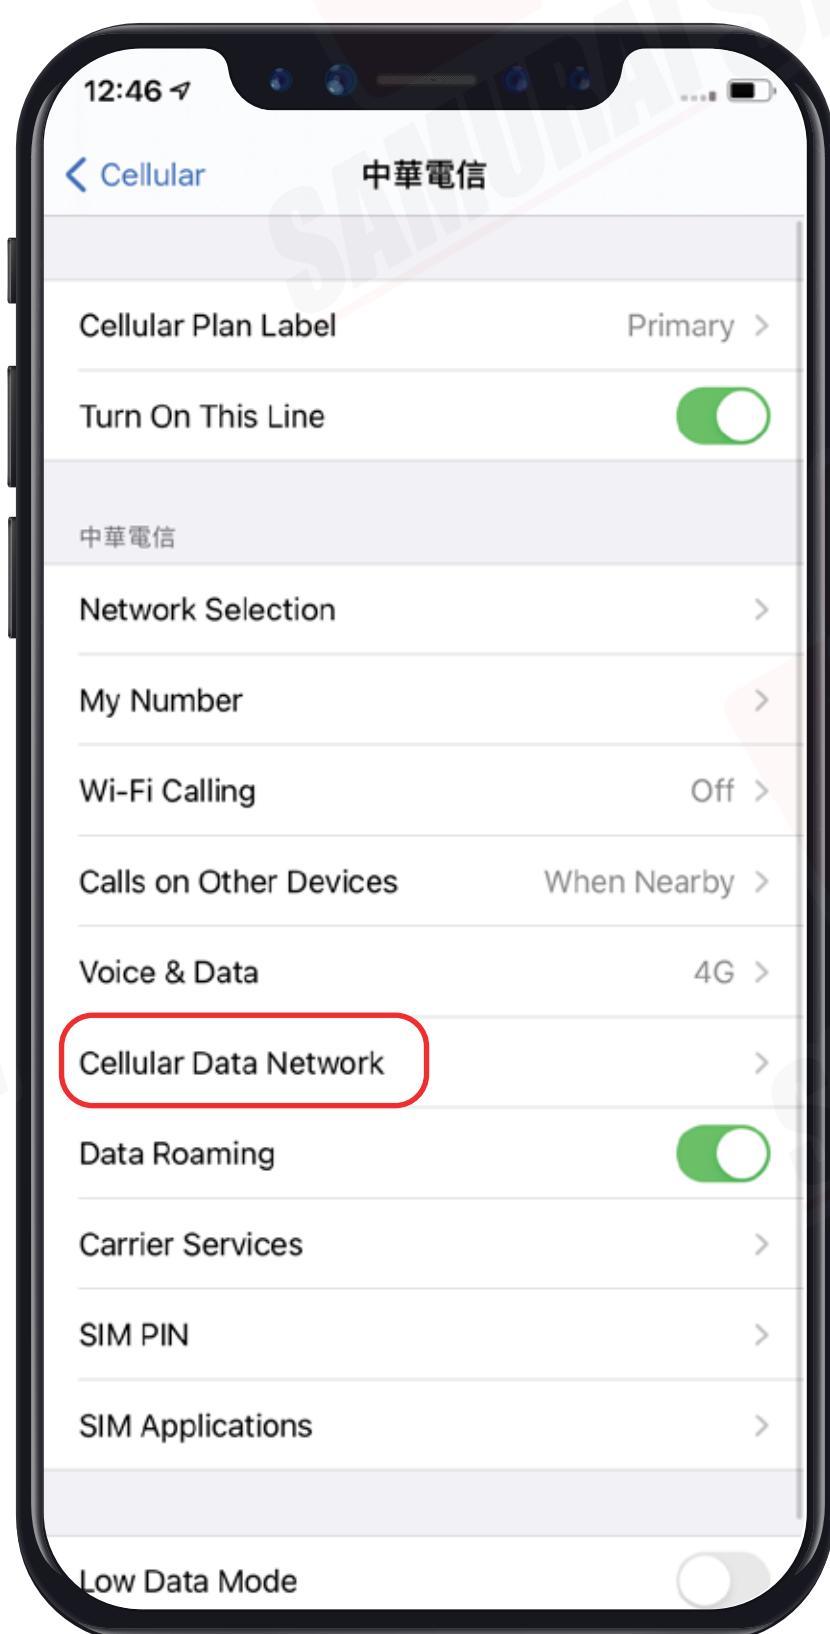 12:46
Cellular
中華電信
Cellular Plan Label
Primary
Turn On This Line
中華電信
Network Selection
My Number
Wi-Fi Calling
Off
Calls on Other Devices
When Nearby
Voice & Data
4G
Cellular Data Network
Data Roaming
Carrier Services
SIM PIN
SIM Applications
Low Data Mode
SAMURAI S